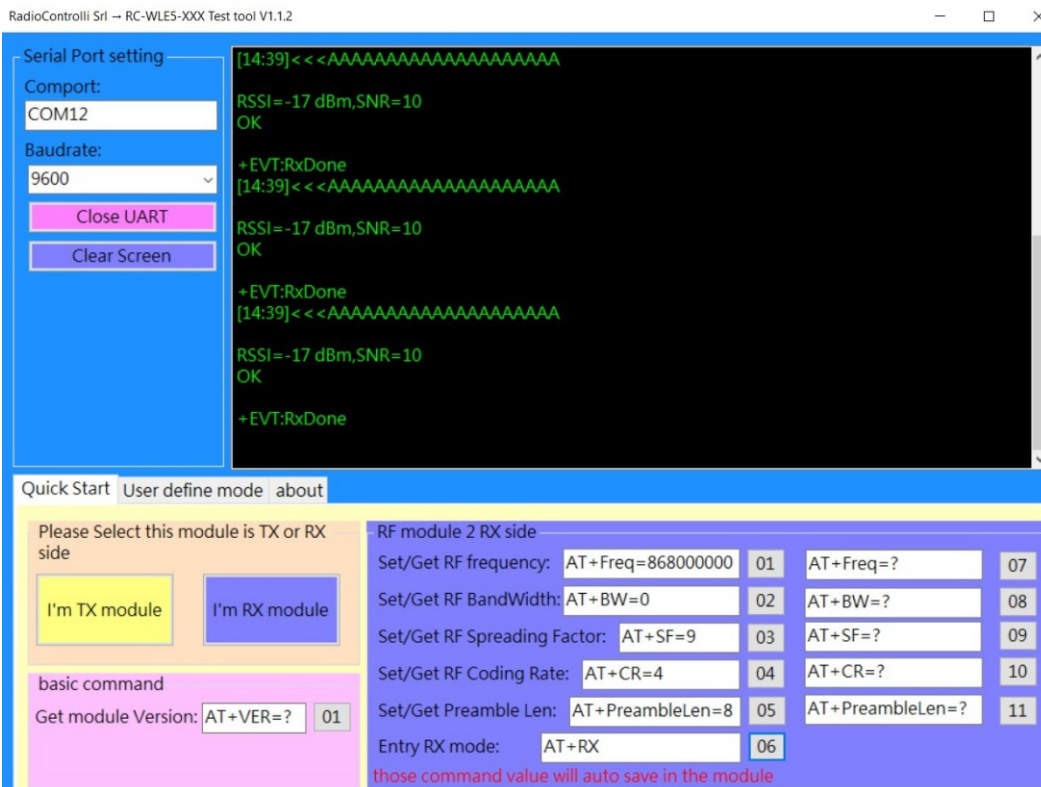 RadioControlli Srl → RC-WLE5-XXX Test tool V1.1.2
Serial Port setting
Comport:
COM12
Baudrate:
9600
Close UART
Clear Screen
[14:39]<<<AAAAAAAAAAAAAAAAAAAA
RSSI=-17 dBm,SNR=10
OK
+EVT:RxDone
[14:39]<<<AAAAAAAAAAAAAAAAAAAA
RSSI=-17 dBm,SNR=10
OK
+EVT:RxDone
[14:39]<<<AAAAAAAAAAAAAAAAAAAA
RSSI=-17 dBm,SNR=10
OK
+EVT:RxDone
Quick Start User define mode about
Please Select this module is TX or RX
side
I'm TX module I'm RX module
basic command
Get module Version: AT+VER=? 01
RF module 2 RX side
Set/Get RF frequency: AT+Freq=868000000 01 AT+Freq=? 07
Set/Get RF BandWidth: AT+BW=0 02 AT+BW=? 08
Set/Get RF Spreading Factor: AT+SF=9 03 AT+SF=? 09
Set/Get RF Coding Rate: AT+CR=4 04 AT+CR=? 10
Set/Get Preamble Len: AT+PreambleLen=8 05 AT+PreambleLen=? 11
Entry RX mode: AT+RX 06
those command value will auto save in the module